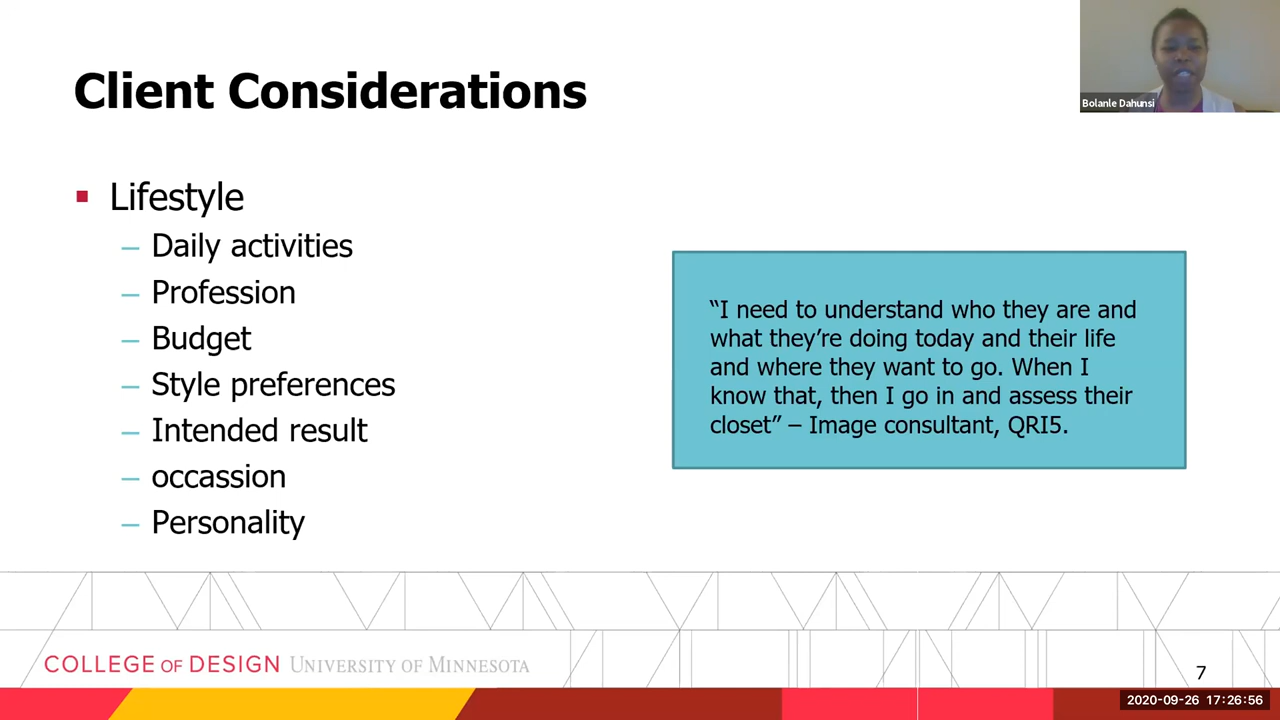 Client Considerations
Bolanle Dahunsi
Lifestyle
– Daily activities
– Profession
– Budget
– Style preferences
– Intended result
– occassion
– Personality
“I need to understand who they are and
what they’re doing today and their life
and where they want to go. When I
know that, then I go in and assess their
closet” – Image consultant, QRI5.
COLLEGE OF DESIGN UNIVERSITY OF MINNESOTA
7
2020-09-26 17:26:56